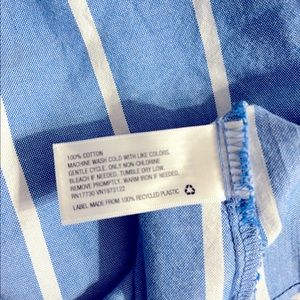 100% COTTON
MACHINE WASH COLD WITH LIKE COLORS,
GENTLE CYCLE. ONLY NON-CHLORINE
BLEACH IF NEEDED. TUMBLE DRY LOW.
REMOVE PROMPTLY. WARM IRON IF NEEDED.
RN17730 VN1973122
LABEL MADE FROM 100% RECYCLED PLASTIC